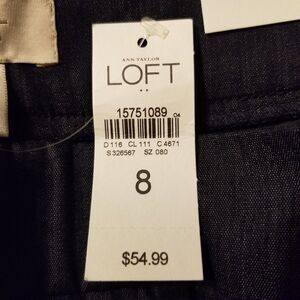 ANN TAYLOR
LOFT
15751089 04
D 116 CL 111 C 4671
S 326567 SZ 080
8
$54.99